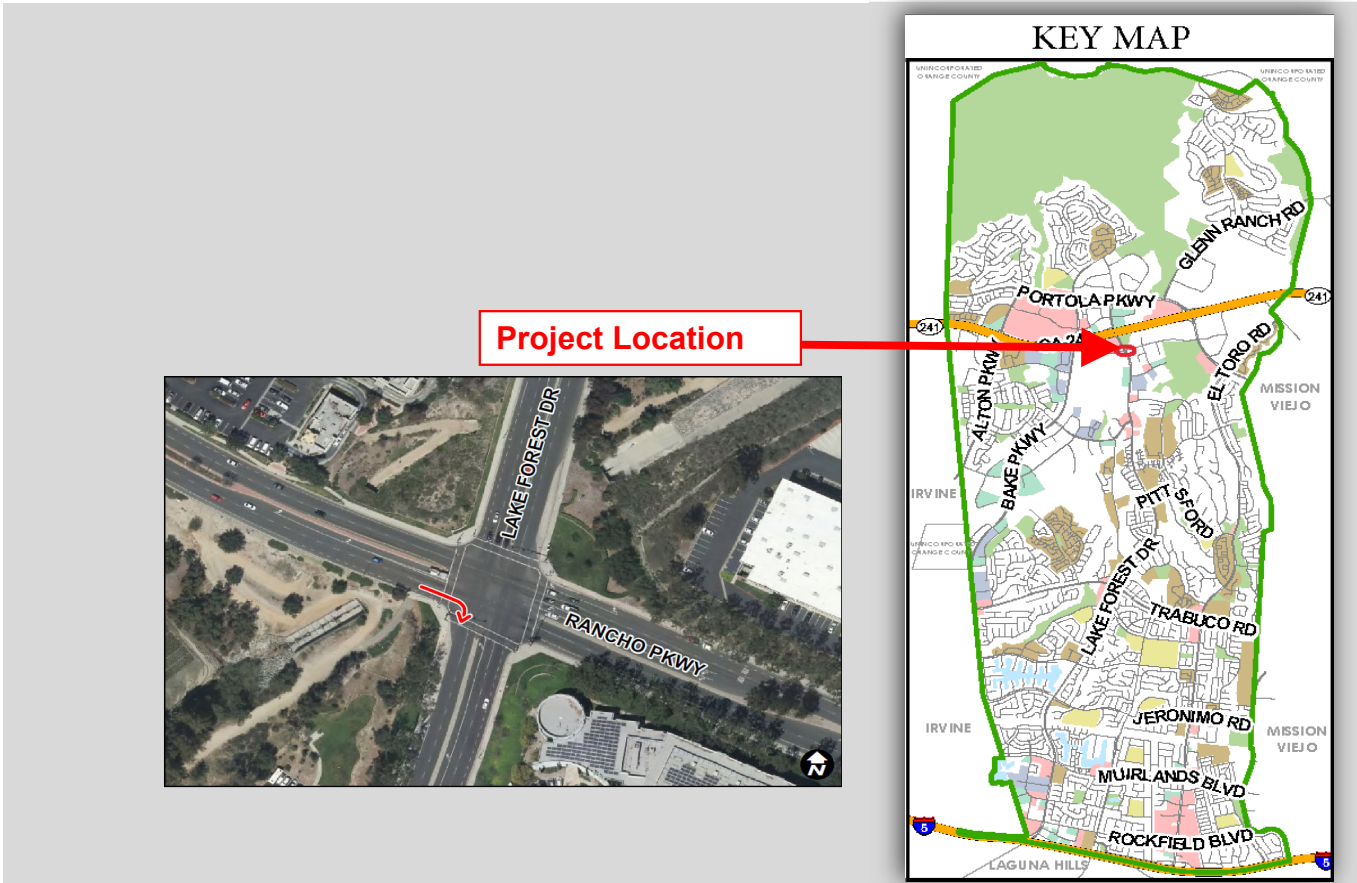 KEY MAP
UNINCORPORATED
ORANGE COUNTY
UNINCORPORATED
ORANGE COUNTY
GLENN RANCH RD
PORTOLA PKWY
241
241
Project Location
ALTON PKWY
EL TORO RD
MISSION
VIEJO
BAKE PKWY
IRVINE
PITTSFORD
UNINCORPORATED
ORANGE COUNTY
LAKE FOREST DR
TRABUCO RD
IRVINE
JERONIMO RD
MISSION
VIEJO
MUIRLANDS BLVD
5
ROCKFIELD BLVD
LAGUNA HILLS
5
LAKE FOREST DR
RANCHO PKWY
N